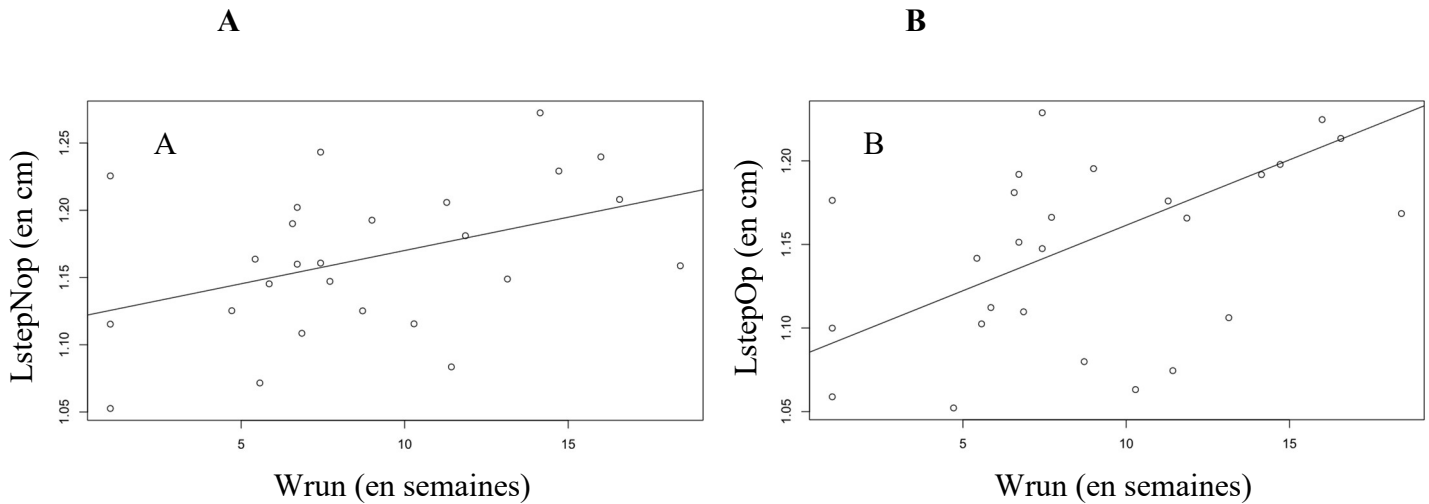 A
B
A
LstepNop (en cm)
1.25
1.20
1.15
1.10
1.05
5
10
15
Wrun (en semaines)
B
LstepOp (en cm)
1.20
1.15
1.10
1.05
5
10
15
Wrun (en semaines)